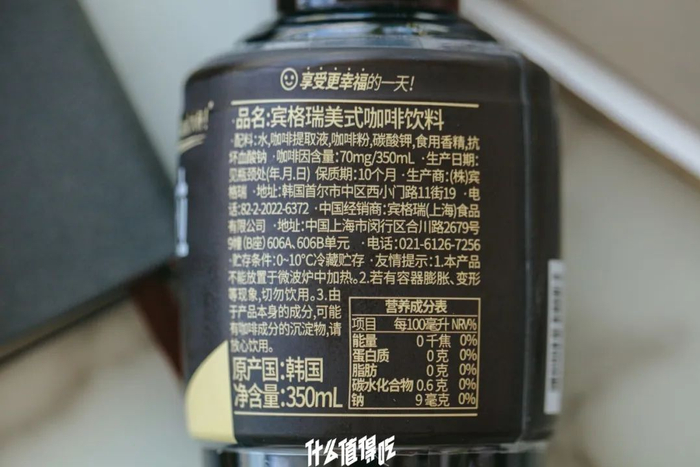 享受更幸福的一天!
·品名:宾格瑞美式咖啡饮料
·配料:水,咖啡提取液,咖啡粉,碳酸钾,食用香精,抗
坏血酸钠 ·咖啡因含量:70mg/350mL ·生产日期:
见瓶颈处(年.月.日) 保质期:10个月 ·生产商:(株)宾
格瑞 ·地址:韩国首尔市中区西小门路11街19 ·电
话:82-2-2022-6372 ·中国经销商:宾格瑞(上海)食品
有限公司 ·地址:中国上海市闵行区合川路2679号
9幢(B座)606A、606B单元 ·电话:021-6126-7256
·贮存条件:0~10℃冷藏贮存 ·友情提示:1.本产品
不能放置于微波炉中加热。2.若有容器膨胀、变形
等现象,切勿饮用。3.由
于产品本身的成分,可能
有咖啡成分的沉淀物,请
放心饮用。
原产国:韩国
净含量:350mL
营养成分表
项目 每100毫升 NRV%
能量 0千焦 0%
蛋白质 0克 0%
脂肪 0克 0%
碳水化合物 0.6克 0%
钠 9毫克 0%
什么值得吃